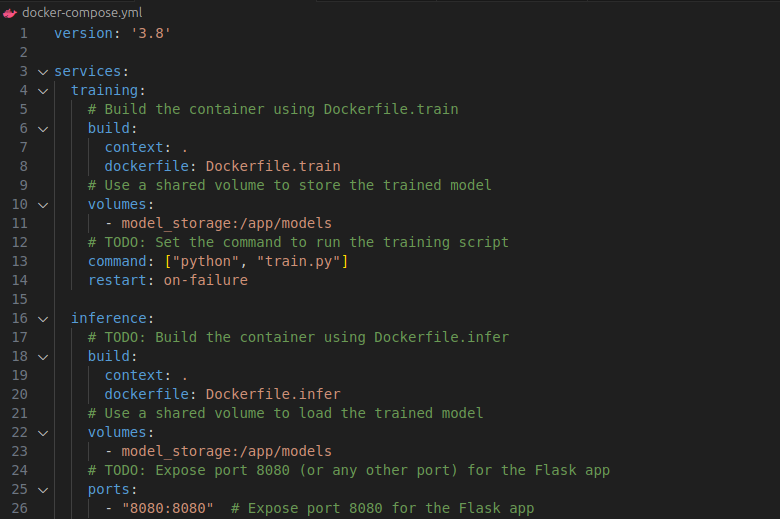 docker-compose.yml
1 version: '3.8'
2
3 services:
4 training:
5 # Build the container using Dockerfile.train
6 build:
7 context: .
8 dockerfile: Dockerfile.train
9 # Use a shared volume to store the trained model
10 volumes:
11 - model_storage:/app/models
12 # TODO: Set the command to run the training script
13 command: ["python", "train.py"]
14 restart: on-failure
15
16 inference:
17 # TODO: Build the container using Dockerfile.infer
18 build:
19 context: .
20 dockerfile: Dockerfile.infer
21 # Use a shared volume to load the trained model
22 volumes:
23 - model_storage:/app/models
24 # TODO: Expose port 8080 (or any other port) for the Flask app
25 ports:
26 - "8080:8080" # Expose port 8080 for the Flask app